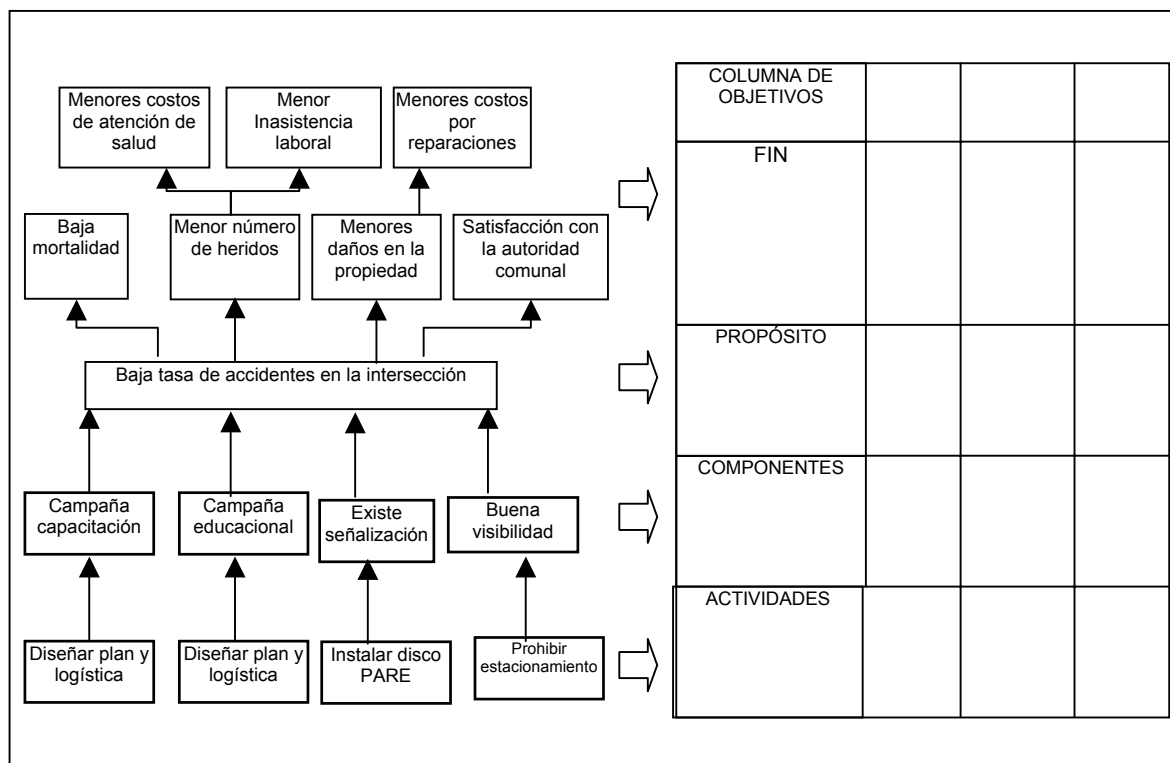 Menores costos
de atención de
salud
Menor
Inasistencia
laboral
Menores costos
por
reparaciones
Baja
mortalidad
Menor número
de heridos
Menores
daños en la
propiedad
Satisfacción con
la autoridad
comunal
Baja tasa de accidentes en la intersección
Campaña
capacitación
Campaña
educacional
Existe
señalización
Buena
visibilidad
Diseñar plan y
logística
Diseñar plan y
logística
Instalar disco
PARE
Prohibir
estacionamiento
COLUMNA DE
OBJETIVOS
FIN
PROPÓSITO
COMPONENTES
ACTIVIDADES